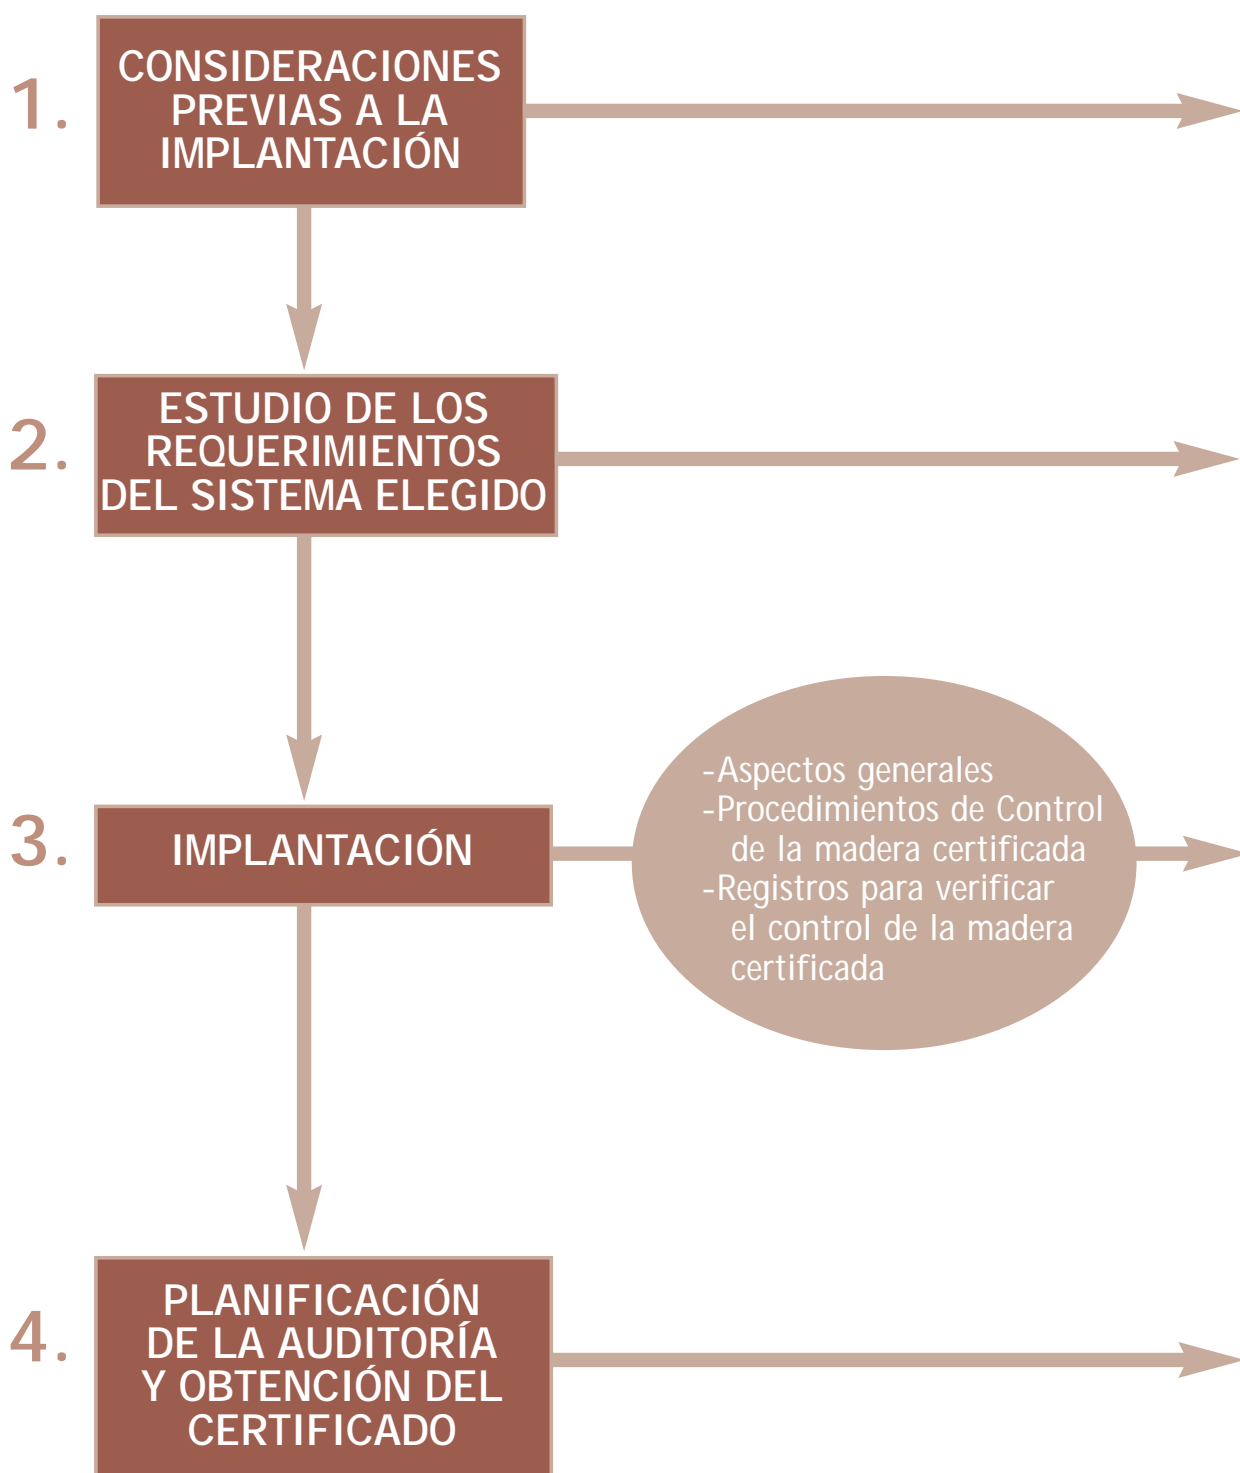 1.
CONSIDERACIONES
PREVIAS A LA
IMPLANTACIÓN
2.
ESTUDIO DE LOS
REQUERIMIENTOS
DEL SISTEMA ELEGIDO
3.
IMPLANTACIÓN
-Aspectos generales
-Procedimientos de Control
de la madera certificada
-Registros para verificar
el control de la madera
certificada
4.
PLANIFICACIÓN
DE LA AUDITORÍA
Y OBTENCIÓN DEL
CERTIFICADO